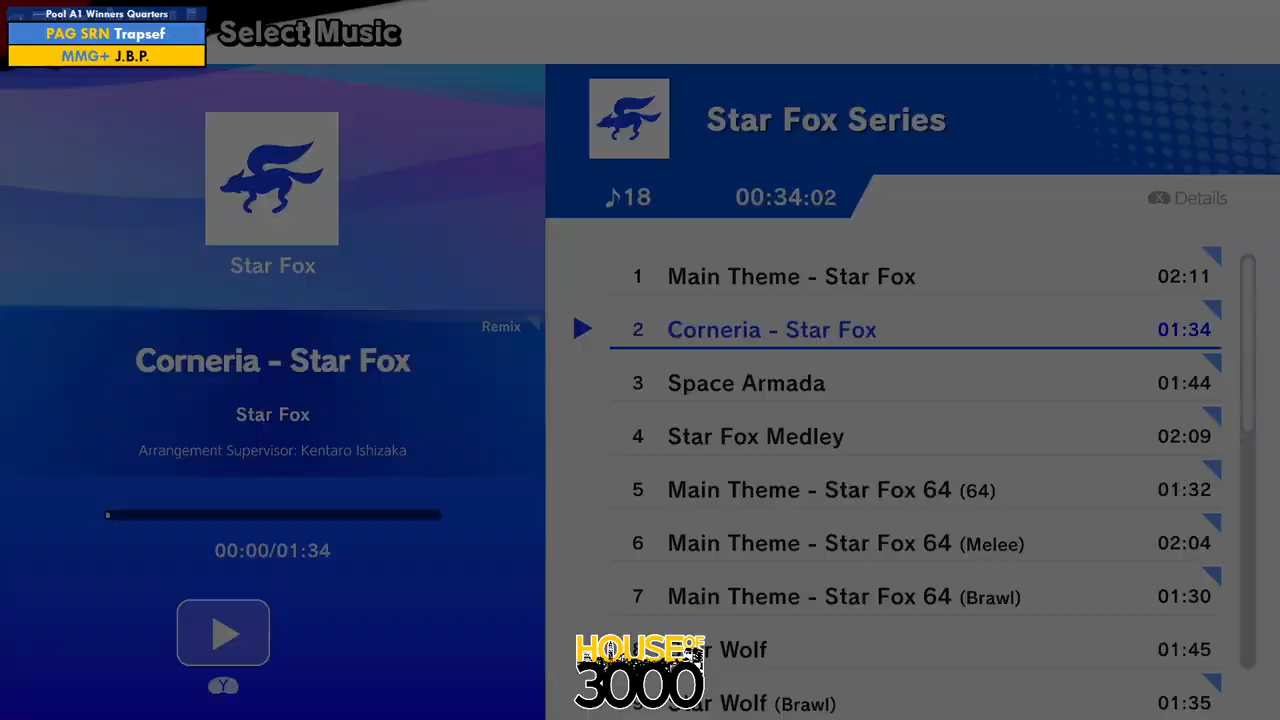 Pool A1 Winners Quarters
PAG SRN Trapsef
MMG+ J.B.P.
Select Music
Star Fox
Remix
Corneria - Star Fox
Star Fox
Arrangement Supervisor: Kentaro Ishizaka
00:00/01:34
Y
Star Fox Series
♪18 00:34:02
X Details
1 Main Theme - Star Fox 02:11
2 Corneria - Star Fox 01:34
3 Space Armada 01:44
4 Star Fox Medley 02:09
5 Main Theme - Star Fox 64 (64) 01:32
6 Main Theme - Star Fox 64 (Melee) 02:04
7 Main Theme - Star Fox 64 (Brawl) 01:30
Wolf 01:45
Wolf (Brawl) 01:35
HOUSE OF
3000